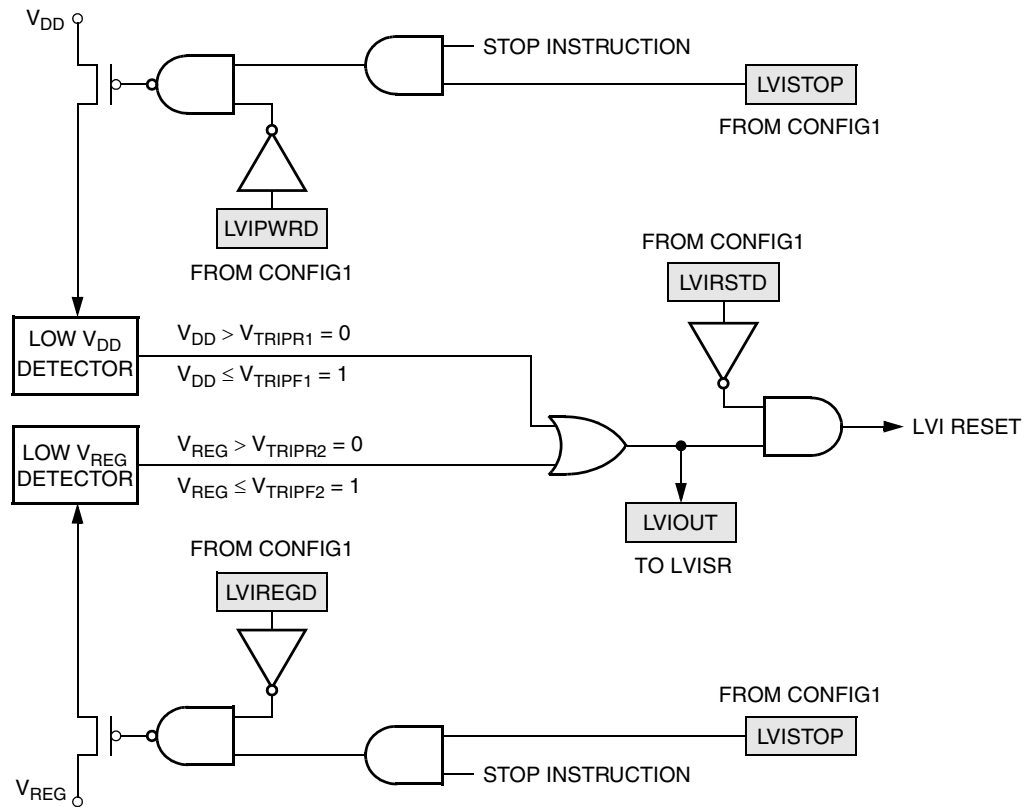 VDD
STOP INSTRUCTION
LVISTOP
FROM CONFIG1
LVIPWRD
FROM CONFIG1
FROM CONFIG1
LVIRSTD
LOW VDD
DETECTOR
VDD > VTRIPR1 = 0
VDD ≤ VTRIPF1 = 1
LVI RESET
LOW VREG
DETECTOR
VREG > VTRIPR2 = 0
VREG ≤ VTRIPF2 = 1
LVIOUT
TO LVISR
FROM CONFIG1
LVIREGD
FROM CONFIG1
LVISTOP
STOP INSTRUCTION
VREG